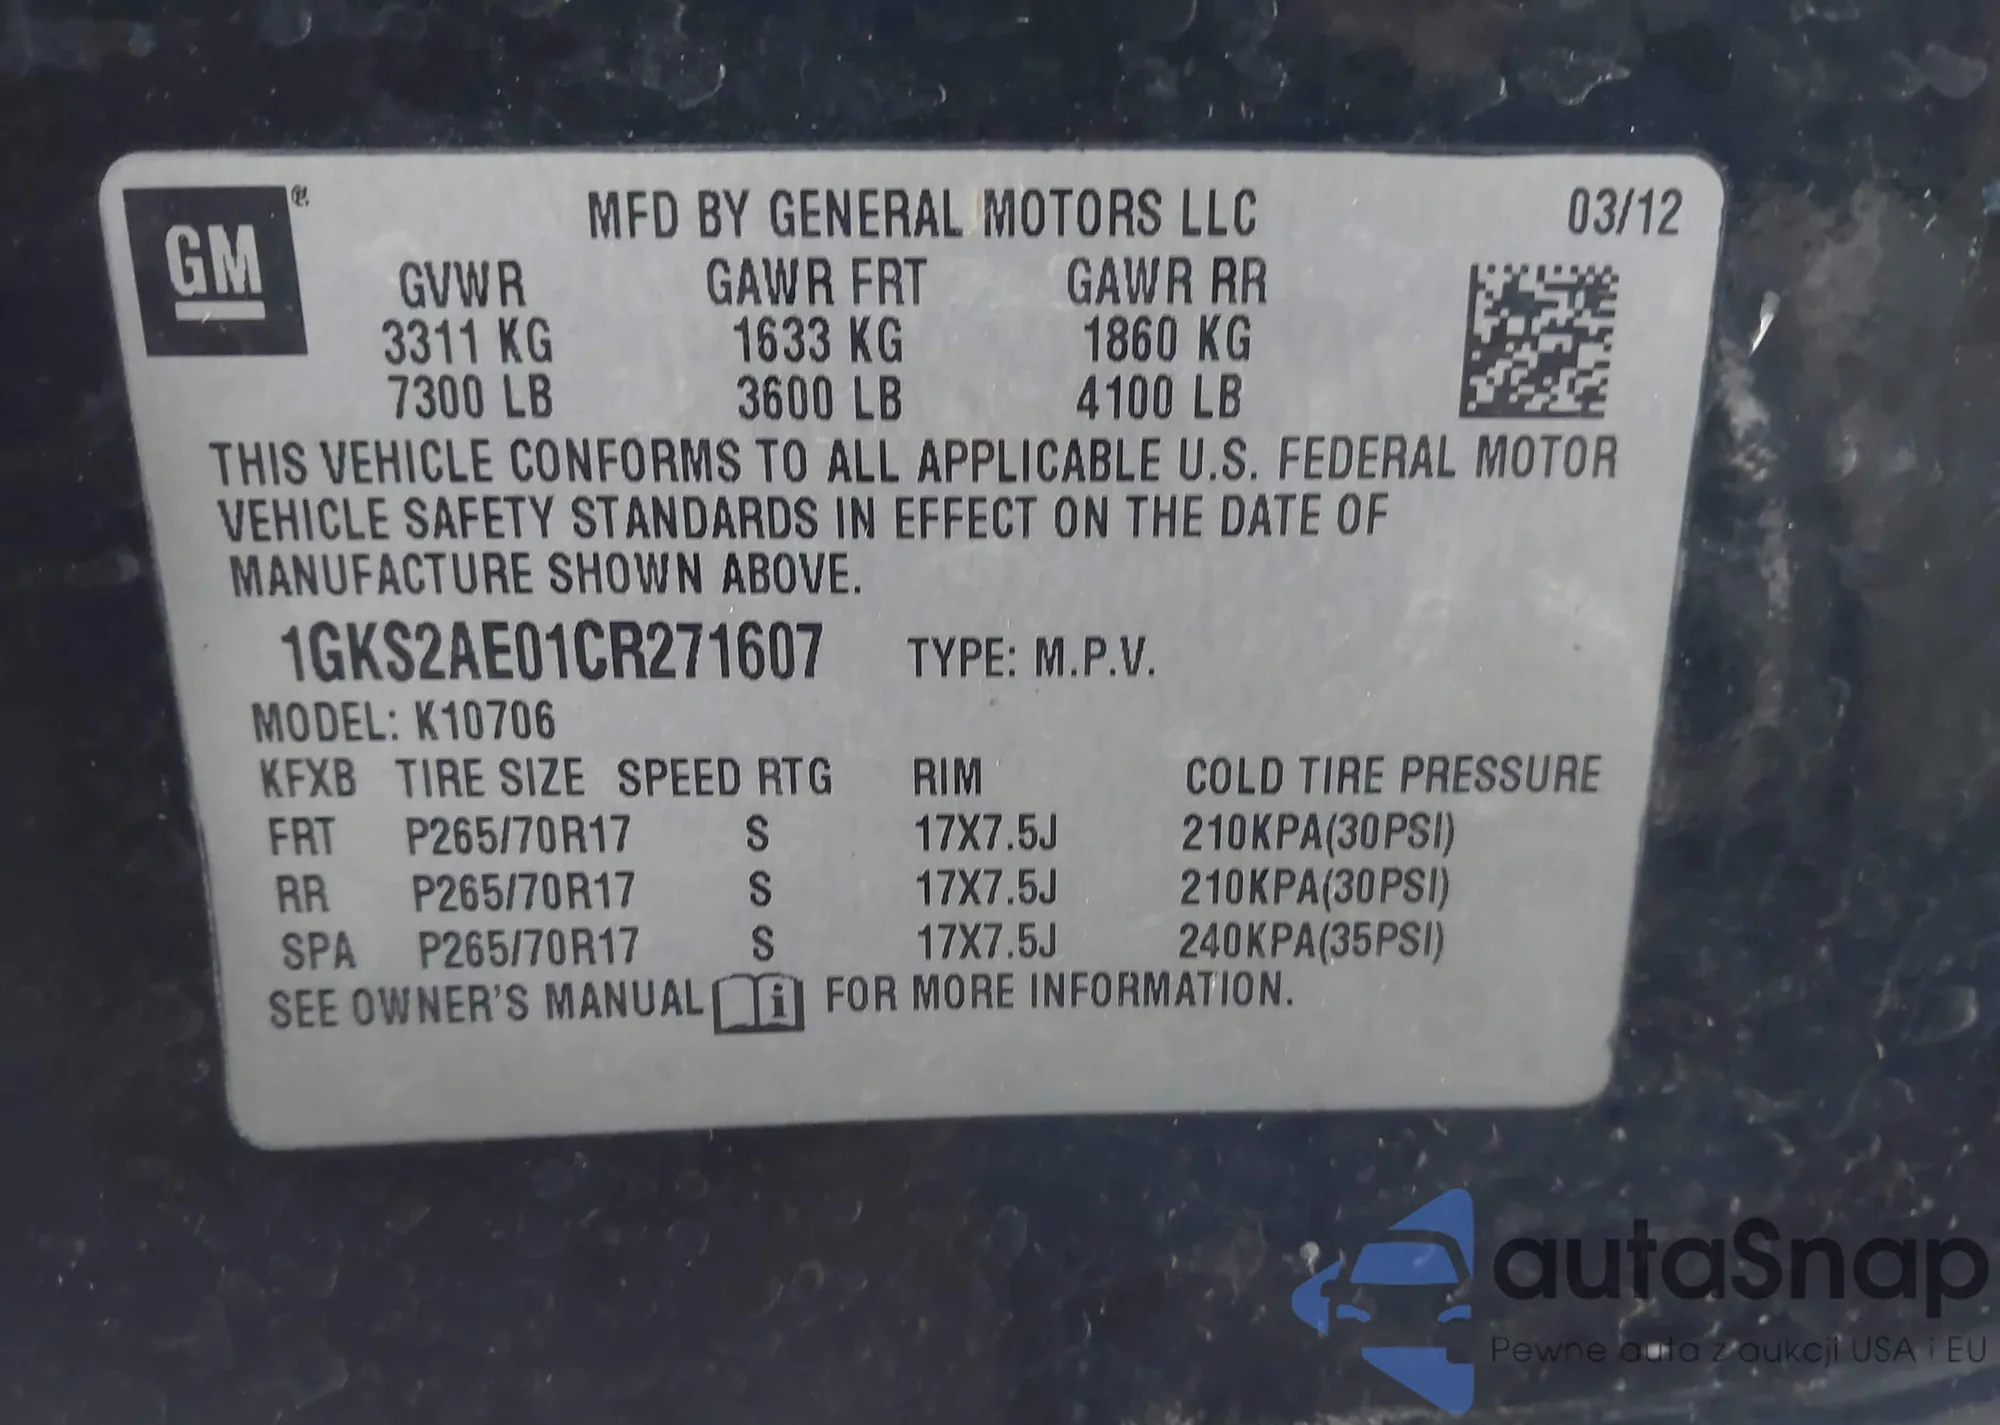 GM ®
MFD BY GENERAL MOTORS LLC 03/12
GVWR GAWR FRT GAWR RR
3311 KG 1633 KG 1860 KG
7300 LB 3600 LB 4100 LB
THIS VEHICLE CONFORMS TO ALL APPLICABLE U.S. FEDERAL MOTOR
VEHICLE SAFETY STANDARDS IN EFFECT ON THE DATE OF
MANUFACTURE SHOWN ABOVE.
1GKS2AE01CR271607 TYPE: M.P.V.
MODEL: K10706
KFXB TIRE SIZE SPEED RTG RIM COLD TIRE PRESSURE
FRT P265/70R17 S 17X7.5J 210KPA(30PSI)
RR P265/70R17 S 17X7.5J 210KPA(30PSI)
SPA P265/70R17 S 17X7.5J 240KPA(35PSI)
SEE OWNER'S MANUAL i FOR MORE INFORMATION.
autaSnap
Pewne auta z aukcji USA i EU